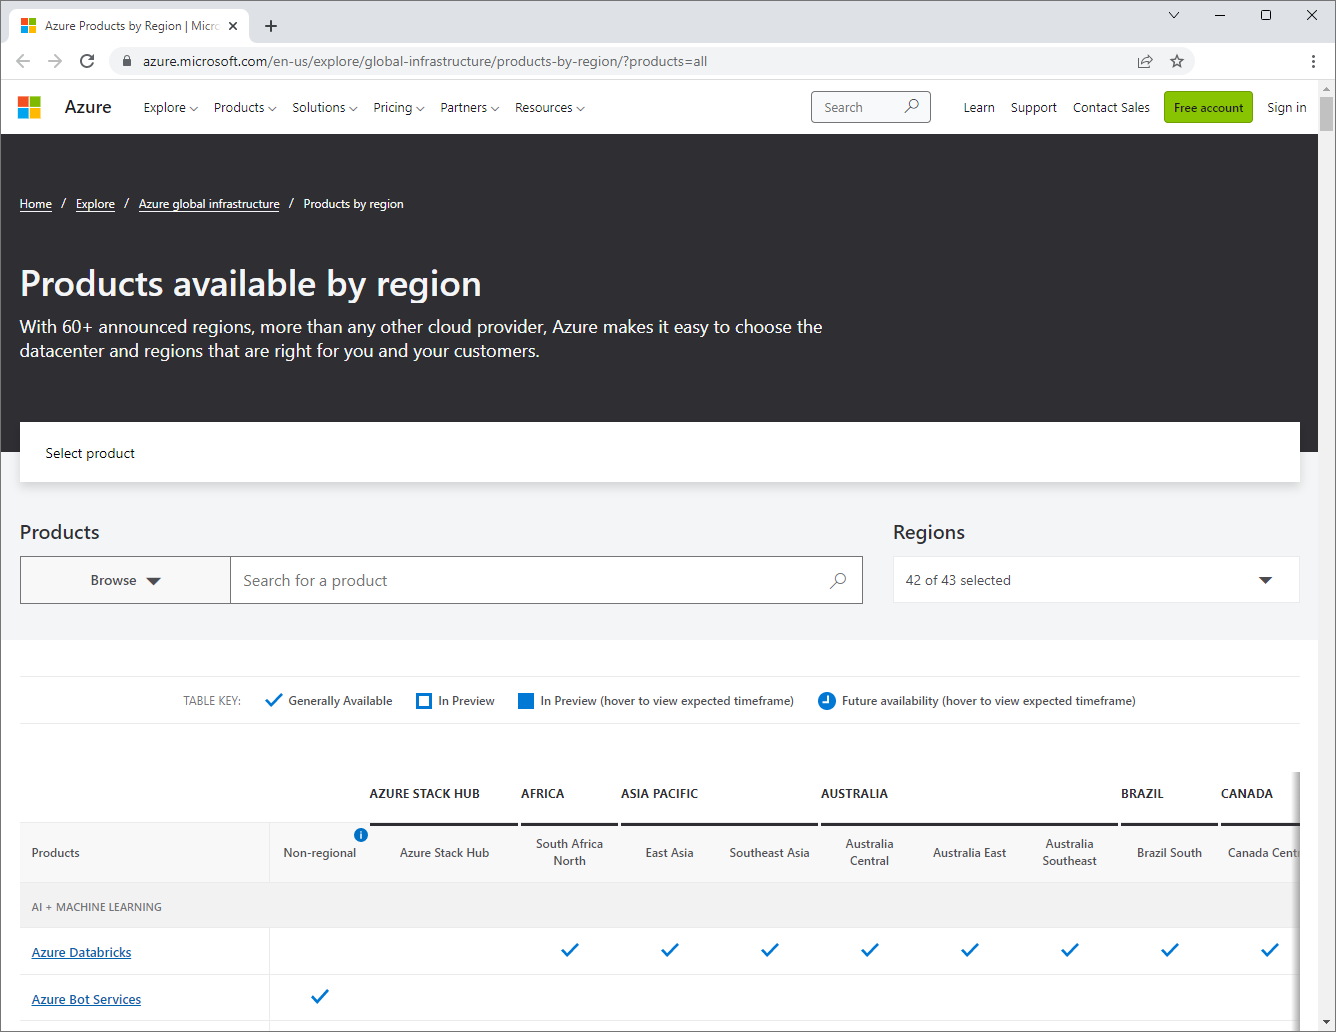 Azure Products by Region | Micro
azure.microsoft.com/en-us/explore/global-infrastructure/products-by-region/?products=all
Azure Explore Products Solutions Pricing Partners Resources Search Learn Support Contact Sales Free account Sign in
Home / Explore / Azure global infrastructure / Products by region
Products available by region
With 60+ announced regions, more than any other cloud provider, Azure makes it easy to choose the
datacenter and regions that are right for you and your customers.
Select product
Products
Regions
Browse Search for a product
42 of 43 selected
TABLE KEY: Generally Available In Preview In Preview (hover to view expected timeframe) Future availability (hover to view expected timeframe)
AZURE STACK HUB AFRICA ASIA PACIFIC AUSTRALIA BRAZIL CANADA
Products Non-regional Azure Stack Hub South Africa North East Asia Southeast Asia Australia Central Australia East Australia Southeast Brazil South Canada Cent
AI + MACHINE LEARNING
Azure Databricks
Azure Bot Services